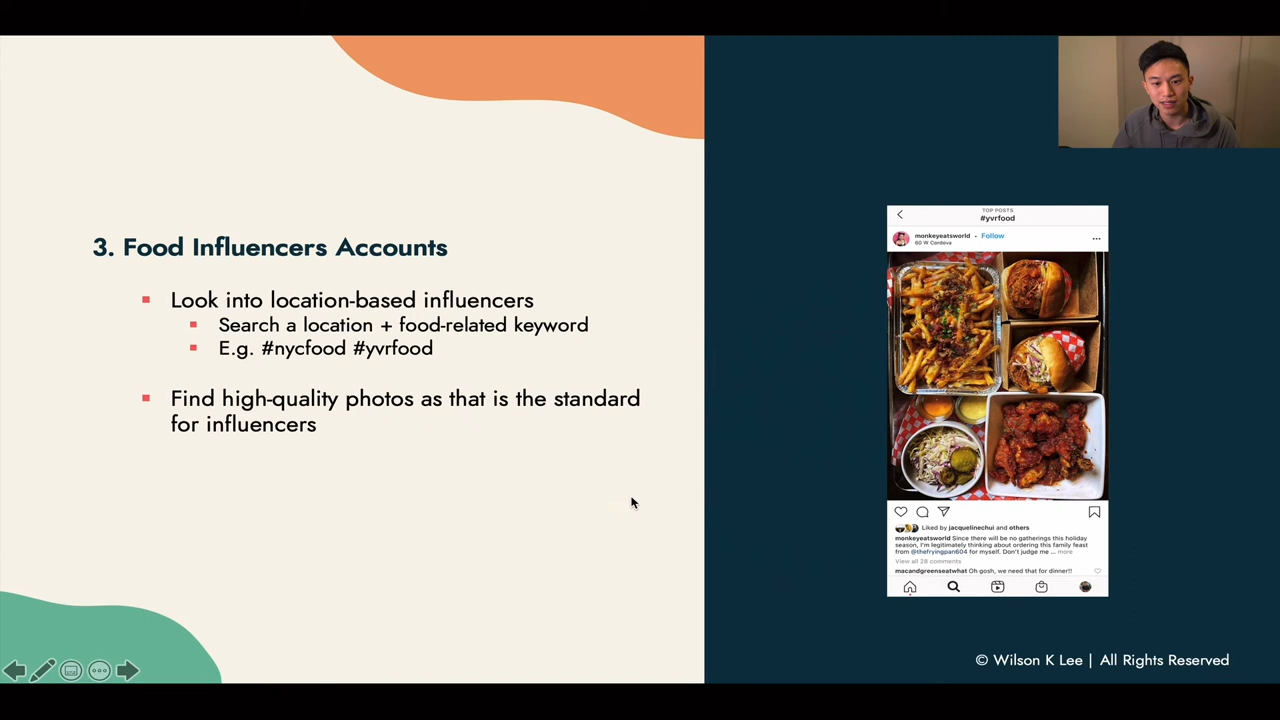 3. Food Influencers Accounts
Look into location-based influencers
Search a location + food-related keyword
E.g. #nycfood #yvrfood
Find high-quality photos as that is the standard
for influencers
TOP POSTS
#yvrfood
monkeyeatsworld • Follow
60 W Cordova
Liked by jacquelinechui and others
monkeyeatsworld Since there will be no gatherings this holiday
season, I'm legitimately thinking about ordering this family feast
from @thefryingpan604 for myself. Don't judge me ... more
View all 28 comments
macandgreenseatwhat Oh gosh, we need that for dinner!!
© Wilson K Lee | All Rights Reserved